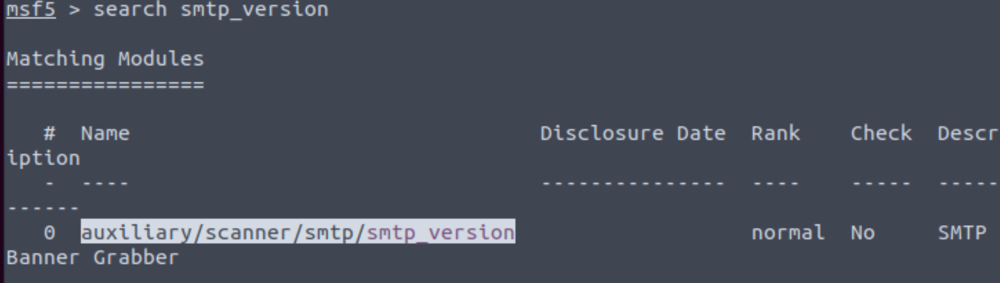 msf5 > search smtp_version
Matching Modules
================
   #  Name                                 Disclosure Date  Rank    Check  Descr
iption
   -  ----                                 ---------------  ----    -----  -----
------
   0  auxiliary/scanner/smtp/smtp_version                   normal  No     SMTP
Banner Grabber